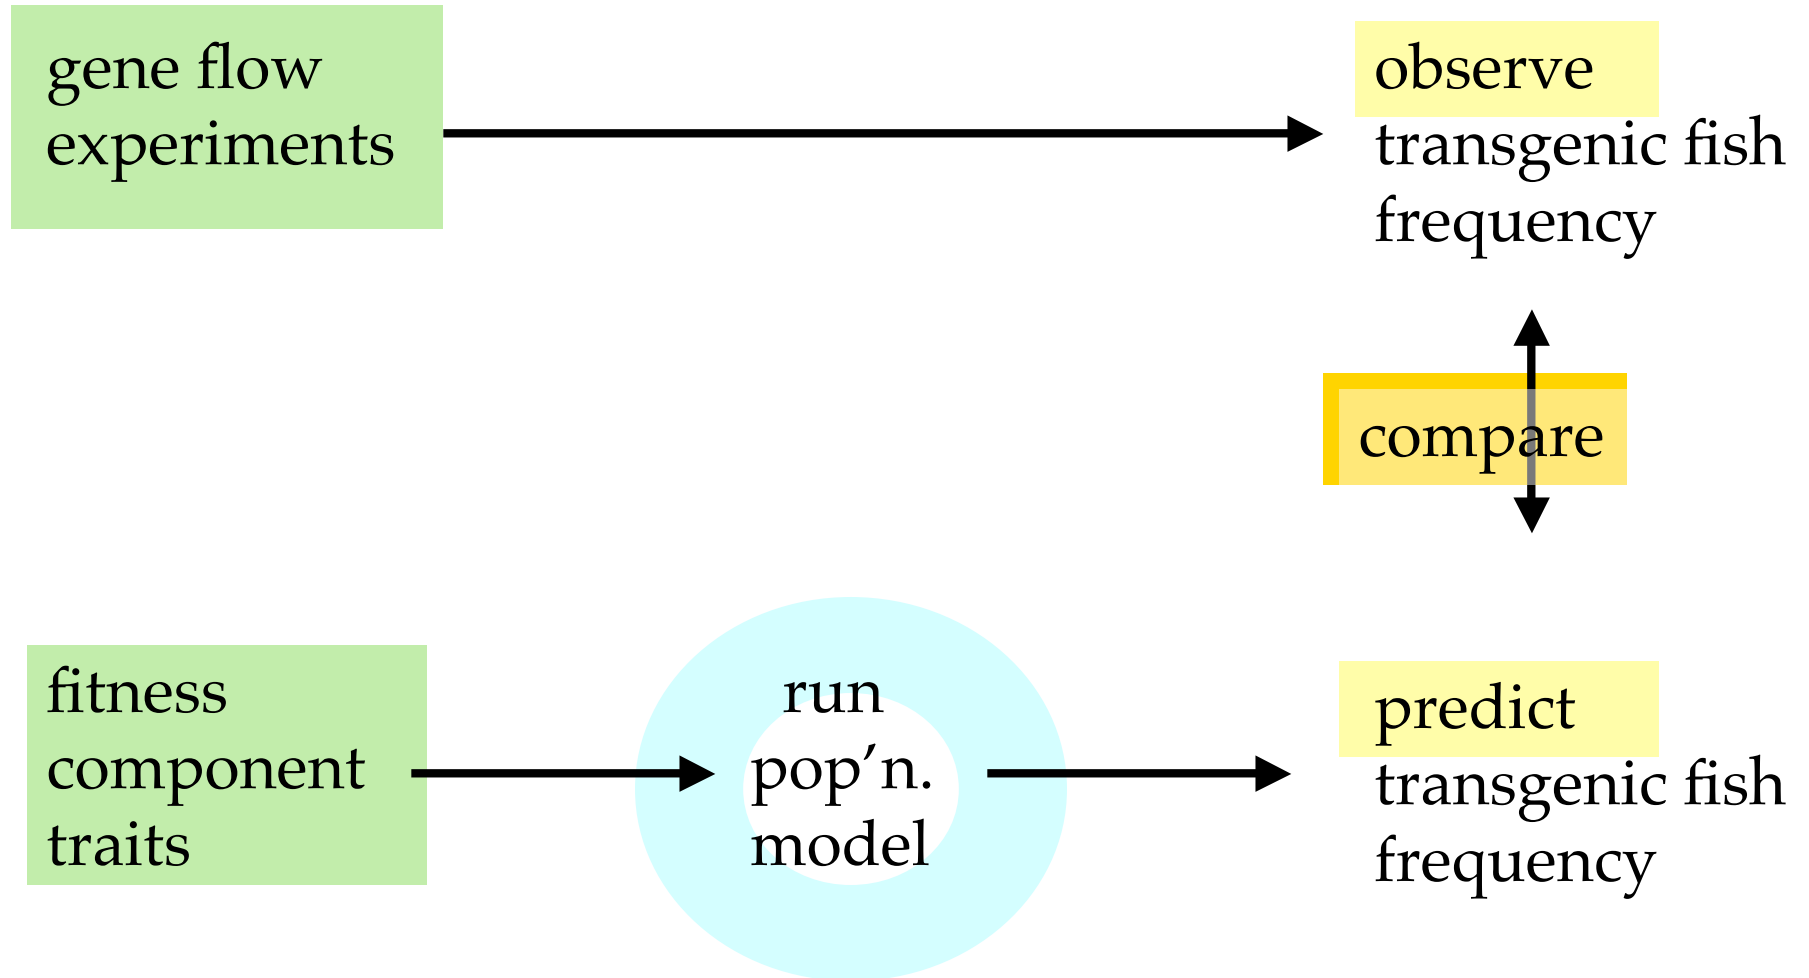 gene flow
experiments
observe
transgenic fish
frequency
compare
fitness
component
traits
run
pop’n.
model
predict
transgenic fish
frequency